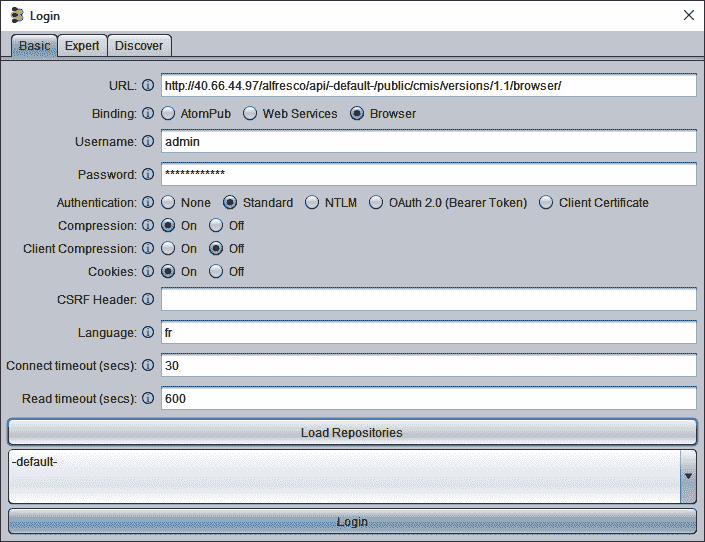 Login
Basic Expert Discover
URL: http://40.66.44.97/alfresco/api/-default-/public/cmis/versions/1.1/browser/
Binding: AtomPub Web Services Browser
Username: admin
Password: ************
Authentication: None Standard NTLM OAuth 2.0 (Bearer Token) Client Certificate
Compression: On Off
Client Compression: On Off
Cookies: On Off
CSRF Header:
Language: fr
Connect timeout (secs): 30
Read timeout (secs): 600
Load Repositories
-default-
Login